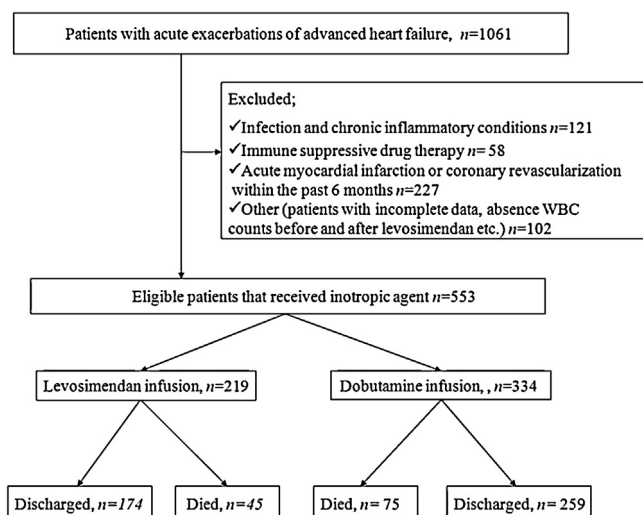 Patients with acute exacerbations of advanced heart failure, n=1061
Excluded;
✓Infection and chronic inflammatory conditions n=121
✓Immune suppressive drug therapy n= 58
✓Acute myocardial infarction or coronary revascularization
within the past 6 months n=227
✓Other (patients with incomplete data, absence WBC
counts before and after levosimendan etc.) n=102
Eligible patients that received inotropic agent n=553
Levosimendan infusion, n=219
Dobutamine infusion, , n=334
Discharged, n=174
Died, n=45
Died, n= 75
Discharged, n= 259